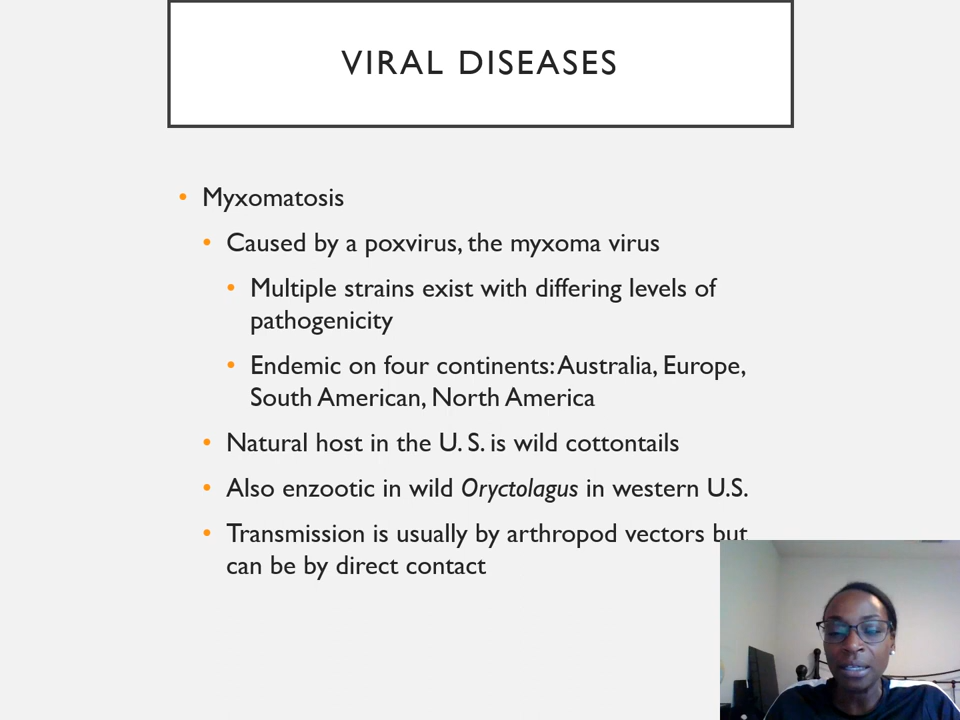 VIRAL DISEASES
• Myxomatosis
• Caused by a poxvirus, the myxoma virus
• Multiple strains exist with differing levels of
pathogenicity
• Endemic on four continents: Australia, Europe,
South American, North America
• Natural host in the U. S. is wild cottontails
• Also enzootic in wild Oryctolagus in western U.S.
• Transmission is usually by arthropod vectors but
can be by direct contact